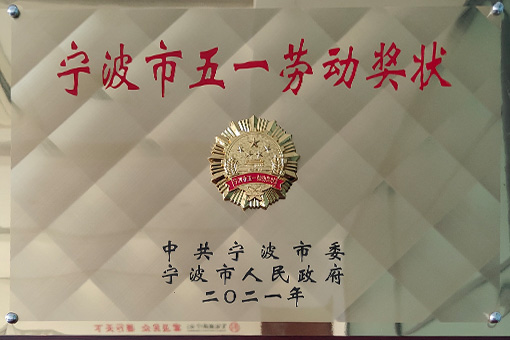 宁波市五一劳动奖状
中共宁波市委
宁波市人民政府
二〇二一年